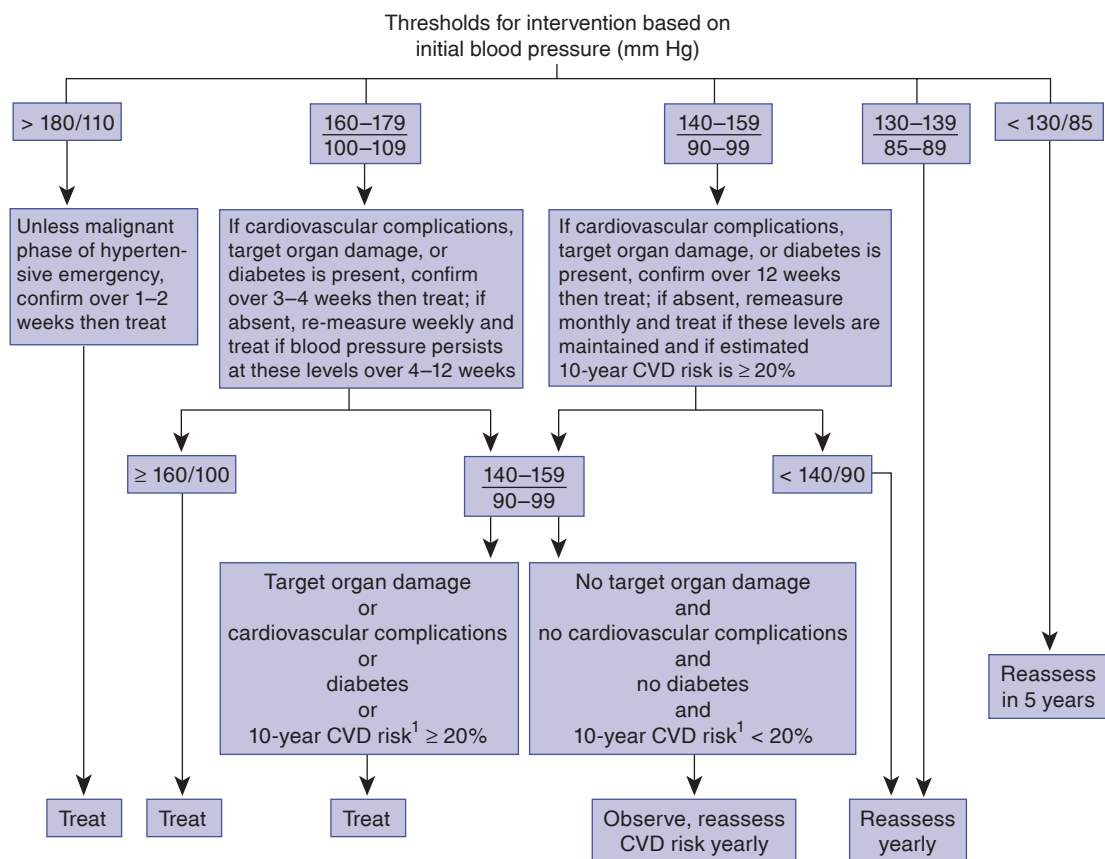 Thresholds for intervention based on
initial blood pressure (mm Hg)
> 180/110
160–179
100–109
140–159
90–99
130–139
85–89
< 130/85
Unless malignant
phase of hyperten-
sive emergency,
confirm over 1–2
weeks then treat
If cardiovascular complications,
target organ damage, or
diabetes is present, confirm
over 3–4 weeks then treat; if
absent, re-measure weekly and
treat if blood pressure persists
at these levels over 4–12 weeks
If cardiovascular complications,
target organ damage, or diabetes is
present, confirm over 12 weeks
then treat; if absent, remeasure
monthly and treat if these levels are
maintained and if estimated
10-year CVD risk is ≥ 20%
≥ 160/100
140–159
90–99
< 140/90
Target organ damage
or
cardiovascular complications
or
diabetes
or
10-year CVD risk¹ ≥ 20%
No target organ damage
and
no cardiovascular complications
and
no diabetes
and
10-year CVD risk¹ < 20%
Reassess
in 5 years
Treat
Treat
Treat
Observe, reassess
CVD risk yearly
Reassess
yearly